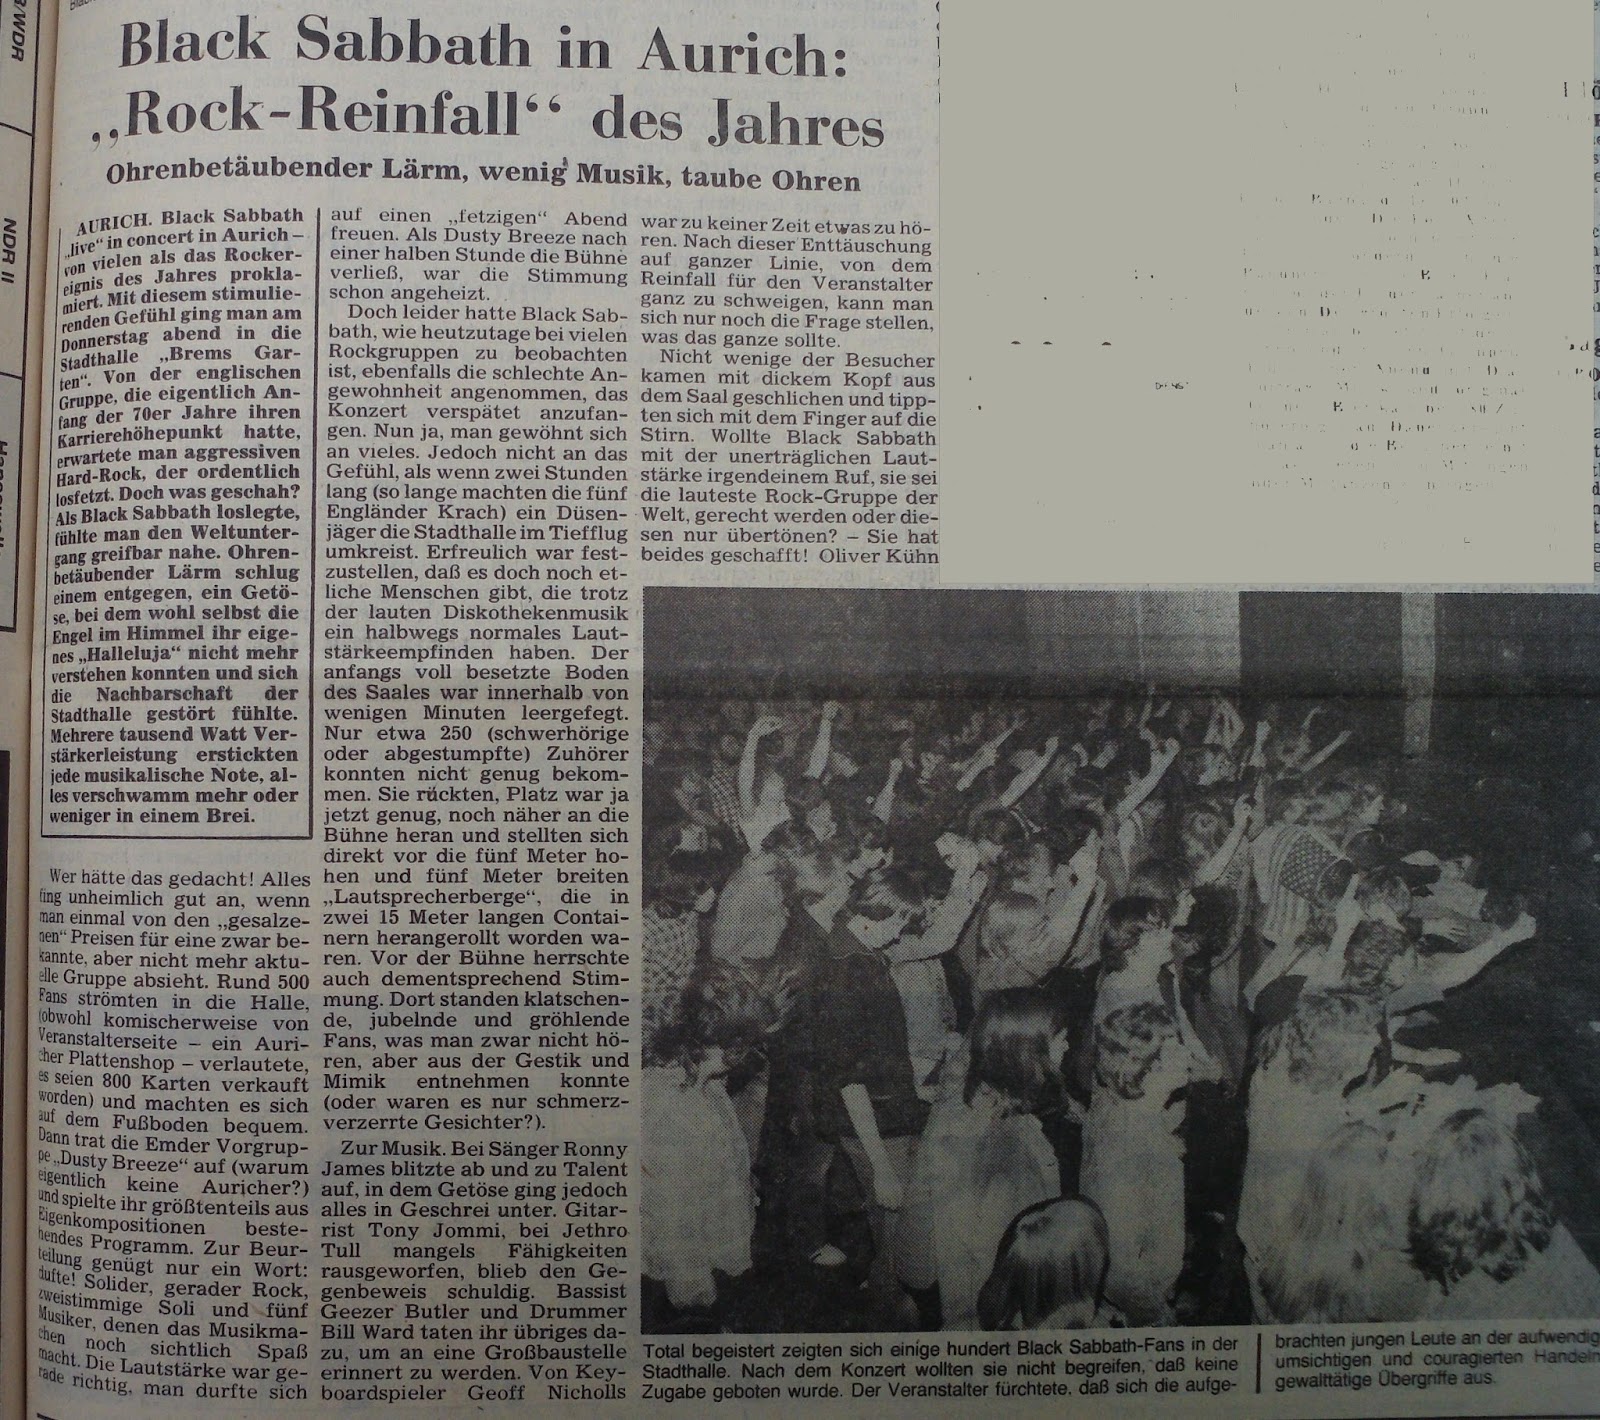 B/WDR
NDR II
Black Sabbath in Aurich:
„Rock-Reinfall“ des Jahres
Ohrenbetäubender Lärm, wenig Musik, taube Ohren
AURICH. Black Sabbath
„live“ in concert in Aurich –
von vielen als das Rocker-
eignis des Jahres prokla-
miert. Mit diesem stimulie-
renden Gefühl ging man am
Donnerstag abend in die
Stadthalle „Brems Gar-
ten“. Von der englischen
Gruppe, die eigentlich An-
fang der 70er Jahre ihren
Karrierehöhepunkt hatte,
erwartete man aggressiven
Hard-Rock, der ordentlich
losfetzt. Doch was geschah?
Als Black Sabbath loslegte,
fühlte man den Weltunter-
gang greifbar nahe. Ohren-
betäubender Lärm schlug
einem entgegen, ein Getö-
se, bei dem wohl selbst die
Engel im Himmel ihr eige-
nes „Halleluja“ nicht mehr
verstehen konnten und sich
die Nachbarschaft der
Stadthalle gestört fühlte.
Mehrere tausend Watt Ver-
stärkerleistung erstickten
jede musikalische Note, al-
les verschwamm mehr oder
weniger in einem Brei.
Wer hätte das gedacht! Alles
fing unheimlich gut an, wenn
man einmal von den „gesalze-
nen“ Preisen für eine zwar be-
kannte, aber nicht mehr aktu-
elle Gruppe absieht. Rund 500
Fans strömten in die Halle,
(obwohl komischerweise von
Veranstalterseite – ein Auri-
cher Plattenshop – verlautete,
es seien 800 Karten verkauft
worden) und machten es sich
auf dem Fußboden bequem.
Dann trat die Emder Vorgrup-
pe „Dusty Breeze“ auf (warum
eigentlich keine Auricher?)
und spielte ihr größtenteils aus
Eigenkompositionen beste-
hendes Programm. Zur Beur-
teilung genügt nur ein Wort:
dufte! Solider, gerader Rock,
zweistimmige Soli und fünf
Musiker, denen das Musikma-
chen noch sichtlich Spaß
macht. Die Lautstärke war ge-
rade richtig, man durfte sich
auf einen „fetzigen“ Abend
freuen. Als Dusty Breeze nach
einer halben Stunde die Bühne
verließ, war die Stimmung
schon angeheizt.
Doch leider hatte Black Sab-
bath, wie heutzutage bei vielen
Rockgruppen zu beobachten
ist, ebenfalls die schlechte An-
gewohnheit angenommen, das
Konzert verspätet anzufan-
gen. Nun ja, man gewöhnt sich
an vieles. Jedoch nicht an das
Gefühl, als wenn zwei Stunden
lang (so lange machten die fünf
Engländer Krach) ein Düsen-
jäger die Stadthalle im Tiefflug
umkreist. Erfreulich war fest-
zustellen, daß es doch noch et-
liche Menschen gibt, die trotz
der lauten Diskothekenmusik
ein halbwegs normales Laut-
stärkeempfinden haben. Der
anfangs voll besetzte Boden
des Saales war innerhalb von
wenigen Minuten leergefegt.
Nur etwa 250 (schwerhörige
oder abgestumpfte) Zuhörer
konnten nicht genug bekom-
men. Sie rückten, Platz war ja
jetzt genug, noch näher an die
Bühne heran und stellten sich
direkt vor die fünf Meter ho-
hen und fünf Meter breiten
„Lautsprecherberge“, die in
zwei 15 Meter langen Contai-
nern herangerollt worden wa-
ren. Vor der Bühne herrschte
auch dementsprechend Stim-
mung. Dort standen klatschen-
de, jubelnde und gröhlende
Fans, was man zwar nicht hö-
ren, aber aus der Gestik und
Mimik entnehmen konnte
(oder waren es nur schmerz-
verzerrte Gesichter?).
Zur Musik. Bei Sänger Ronny
James blitzte ab und zu Talent
auf, in dem Getöse ging jedoch
alles in Geschrei unter. Gitar-
rist Tony Jommi, bei Jethro
Tull mangels Fähigkeiten
rausgeworfen, blieb den Ge-
genbeweis schuldig. Bassist
Geezer Butler und Drummer
Bill Ward taten ihr übriges da-
zu, um an eine Großbaustelle
erinnert zu werden. Von Key-
boardspieler Geoff Nicholls
war zu keiner Zeit etwas zu hö-
ren. Nach dieser Enttäuschung
auf ganzer Linie, von dem
Reinfall für den Veranstalter
ganz zu schweigen, kann man
sich nur noch die Frage stellen,
was das ganze sollte.
Nicht wenige der Besucher
kamen mit dickem Kopf aus
dem Saal geschlichen und tipp-
ten sich mit dem Finger auf die
Stirn. Wollte Black Sabbath
mit der unerträglichen Laut-
stärke irgendeinem Ruf, sie sei
die lauteste Rock-Gruppe der
Welt, gerecht werden oder die-
sen nur übertönen? – Sie hat
beides geschafft! Oliver Kühn
Total begeistert zeigten sich einige hundert Black Sabbath-Fans in der
Stadthalle. Nach dem Konzert wollten sie nicht begreifen, daß keine
Zugabe geboten wurde. Der Veranstalter fürchtete, daß sich die aufge-
brachten jungen Leute an der aufwendig
umsichtigen und couragierten Handeln
gewalttätige Übergriffe aus.